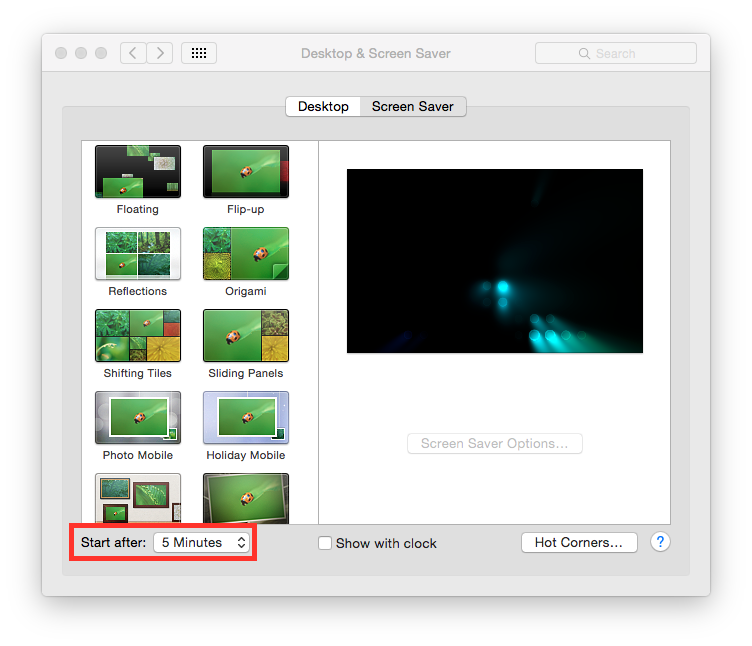 Desktop & Screen Saver
Search
Desktop
Screen Saver
Floating
Flip-up
Reflections
Origami
Shifting Tiles
Sliding Panels
Photo Mobile
Holiday Mobile
Screen Saver Options...
Start after: 5 Minutes
Show with clock
Hot Corners...
?